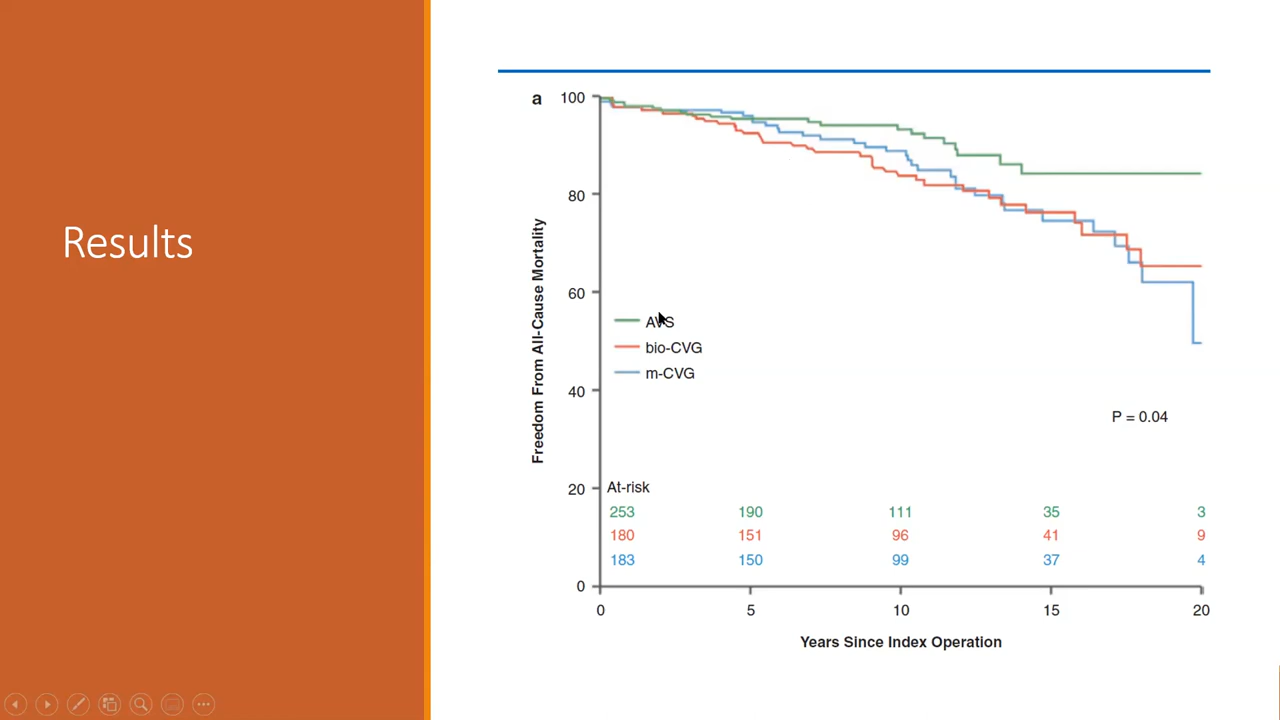 Results
a
100
80
60
40
20
0
Freedom From All-Cause Mortality
AVS
bio-CVG
m-CVG
P = 0.04
At-risk
253 190 111 35 3
180 151 96 41 9
183 150 99 37 4
0 5 10 15 20
Years Since Index Operation